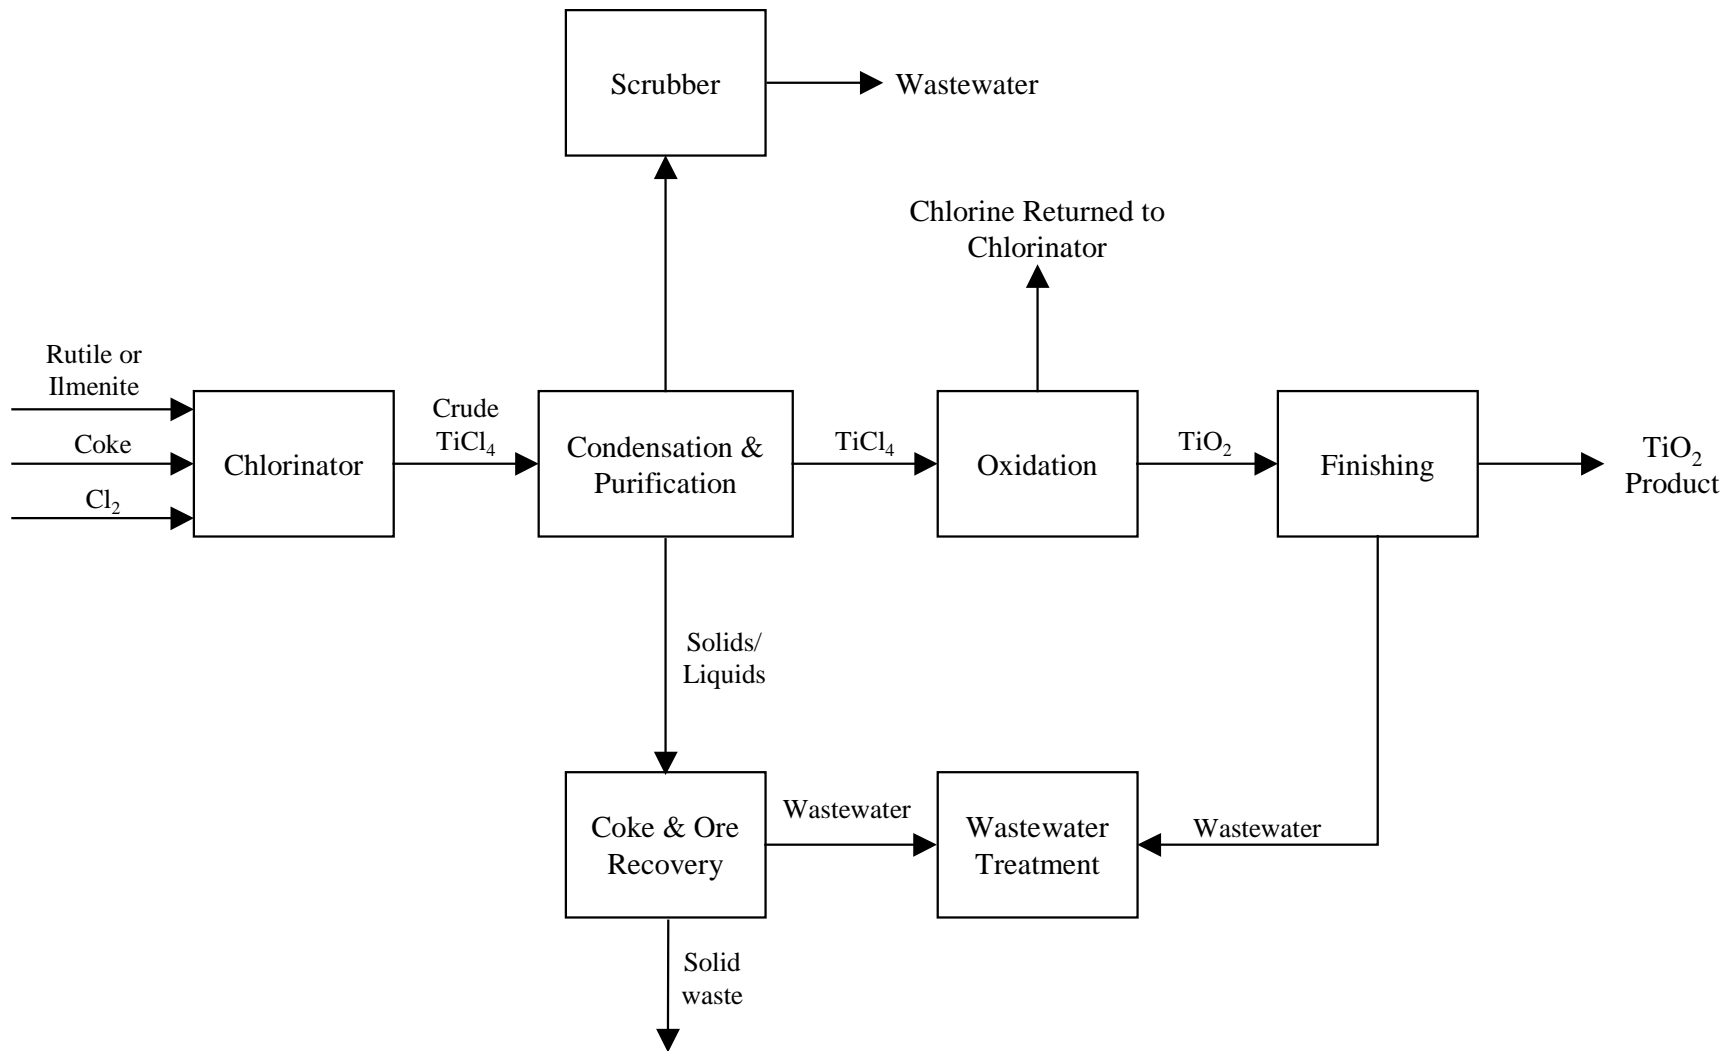 Scrubber
Wastewater
Chlorine Returned to
Chlorinator
Rutile or
Ilmenite
Coke
Cl₂
Chlorinator
Crude
TiCl₄
Condensation &
Purification
TiCl₄
Oxidation
TiO₂
Finishing
TiO₂
Product
Solids/
Liquids
Coke & Ore
Recovery
Wastewater
Wastewater
Treatment
Wastewater
Solid
waste